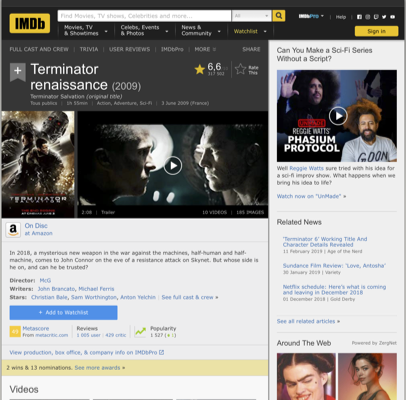 IMDb
Find Movies, TV shows, Celebrities and more...
All
IMDbPro
Help
Movies, TV
& Showtimes
Celebs, Events
& Photos
News &
Community
Watchlist
Sign in
FULL CAST AND CREW | TRIVIA | USER REVIEWS | IMDbPro | MORE
SHARE
Terminator
renaissance (2009)
6,6
Rate
This
Terminator Salvation (original title)
Tous publics | 1h 55min | Action, Adventure, Sci-Fi | 3 June 2009 (France)
TERMINATOR
2:08 | Trailer
10 VIDEOS | 185 IMAGES
On Disc
at Amazon
In 2018, a mysterious new weapon in the war against the machines, half-human and half-
machine, comes to John Connor on the eve of a resistance attack on Skynet. But whose side is
he on, and can he be trusted?
Director: McG
Writers: John Brancato, Michael Ferris
Stars: Christian Bale, Sam Worthington, Anton Yelchin | See full cast & crew »
+ Add to Watchlist
Metascore
From metacritic.com
Reviews
1 005 user | 429 critic
Popularity
1 527
View production, box office, & company info on IMDbPro
2 wins & 13 nominations. See more awards »
Videos
Can You Make a Sci-Fi Series
Without a Script?
REGGIE WATTS'
PHASIUM
PROTOCOL
Well Reggie Watts sure tried with his idea for
a sci-fi improv show. What happens when we
bring his idea to life?
Watch now on "UnMade" »
Related News
'Terminator 6' Working Title And
Character Details Revealed
11 February 2019 | Age of the Nerd
Sundance Film Review: 'Love, Antosha'
30 January 2019 | Variety
Netflix schedule: Here's what is coming
and leaving in December 2018
01 December 2018 | Gold Derby
See all related articles »
Around The Web
Powered by ZergNet